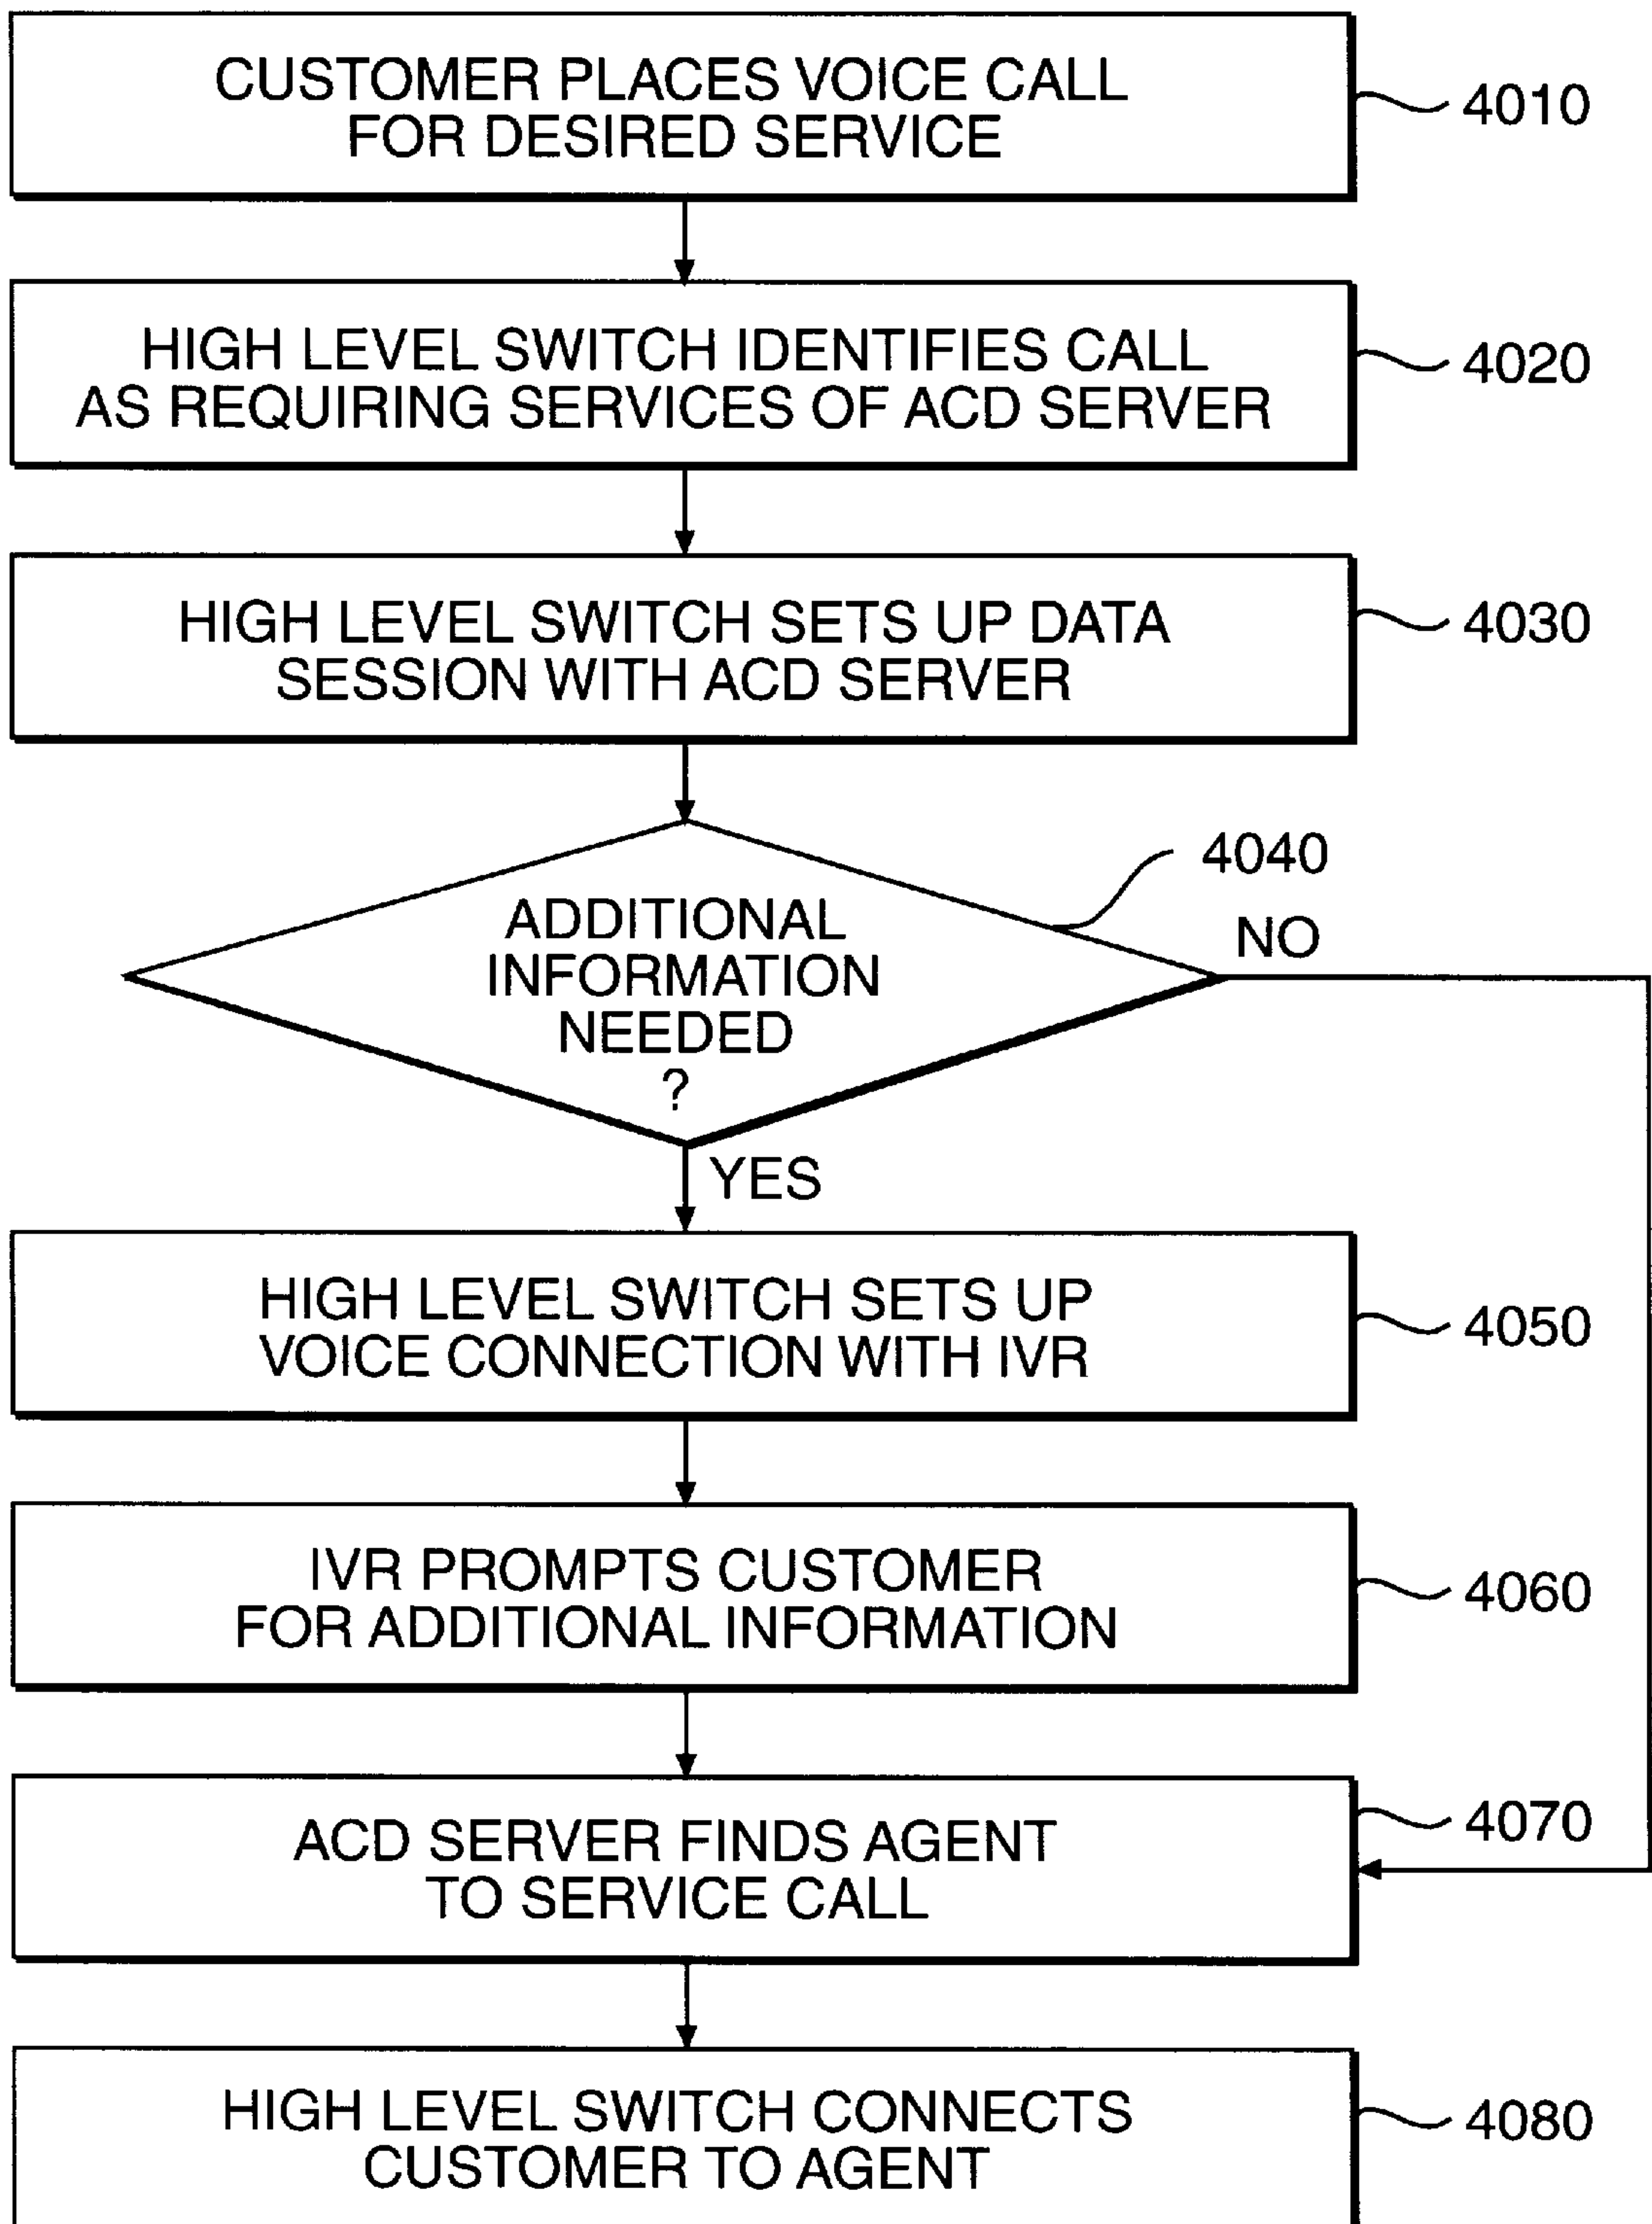 CUSTOMER PLACES VOICE CALL
FOR DESIRED SERVICE
4010
HIGH LEVEL SWITCH IDENTIFIES CALL
AS REQUIRING SERVICES OF ACD SERVER
4020
HIGH LEVEL SWITCH SETS UP DATA
SESSION WITH ACD SERVER
4030
4040
ADDITIONAL
INFORMATION
NEEDED
?
NO
YES
HIGH LEVEL SWITCH SETS UP
VOICE CONNECTION WITH IVR
4050
IVR PROMPTS CUSTOMER
FOR ADDITIONAL INFORMATION
4060
ACD SERVER FINDS AGENT
TO SERVICE CALL
4070
HIGH LEVEL SWITCH CONNECTS
CUSTOMER TO AGENT
4080